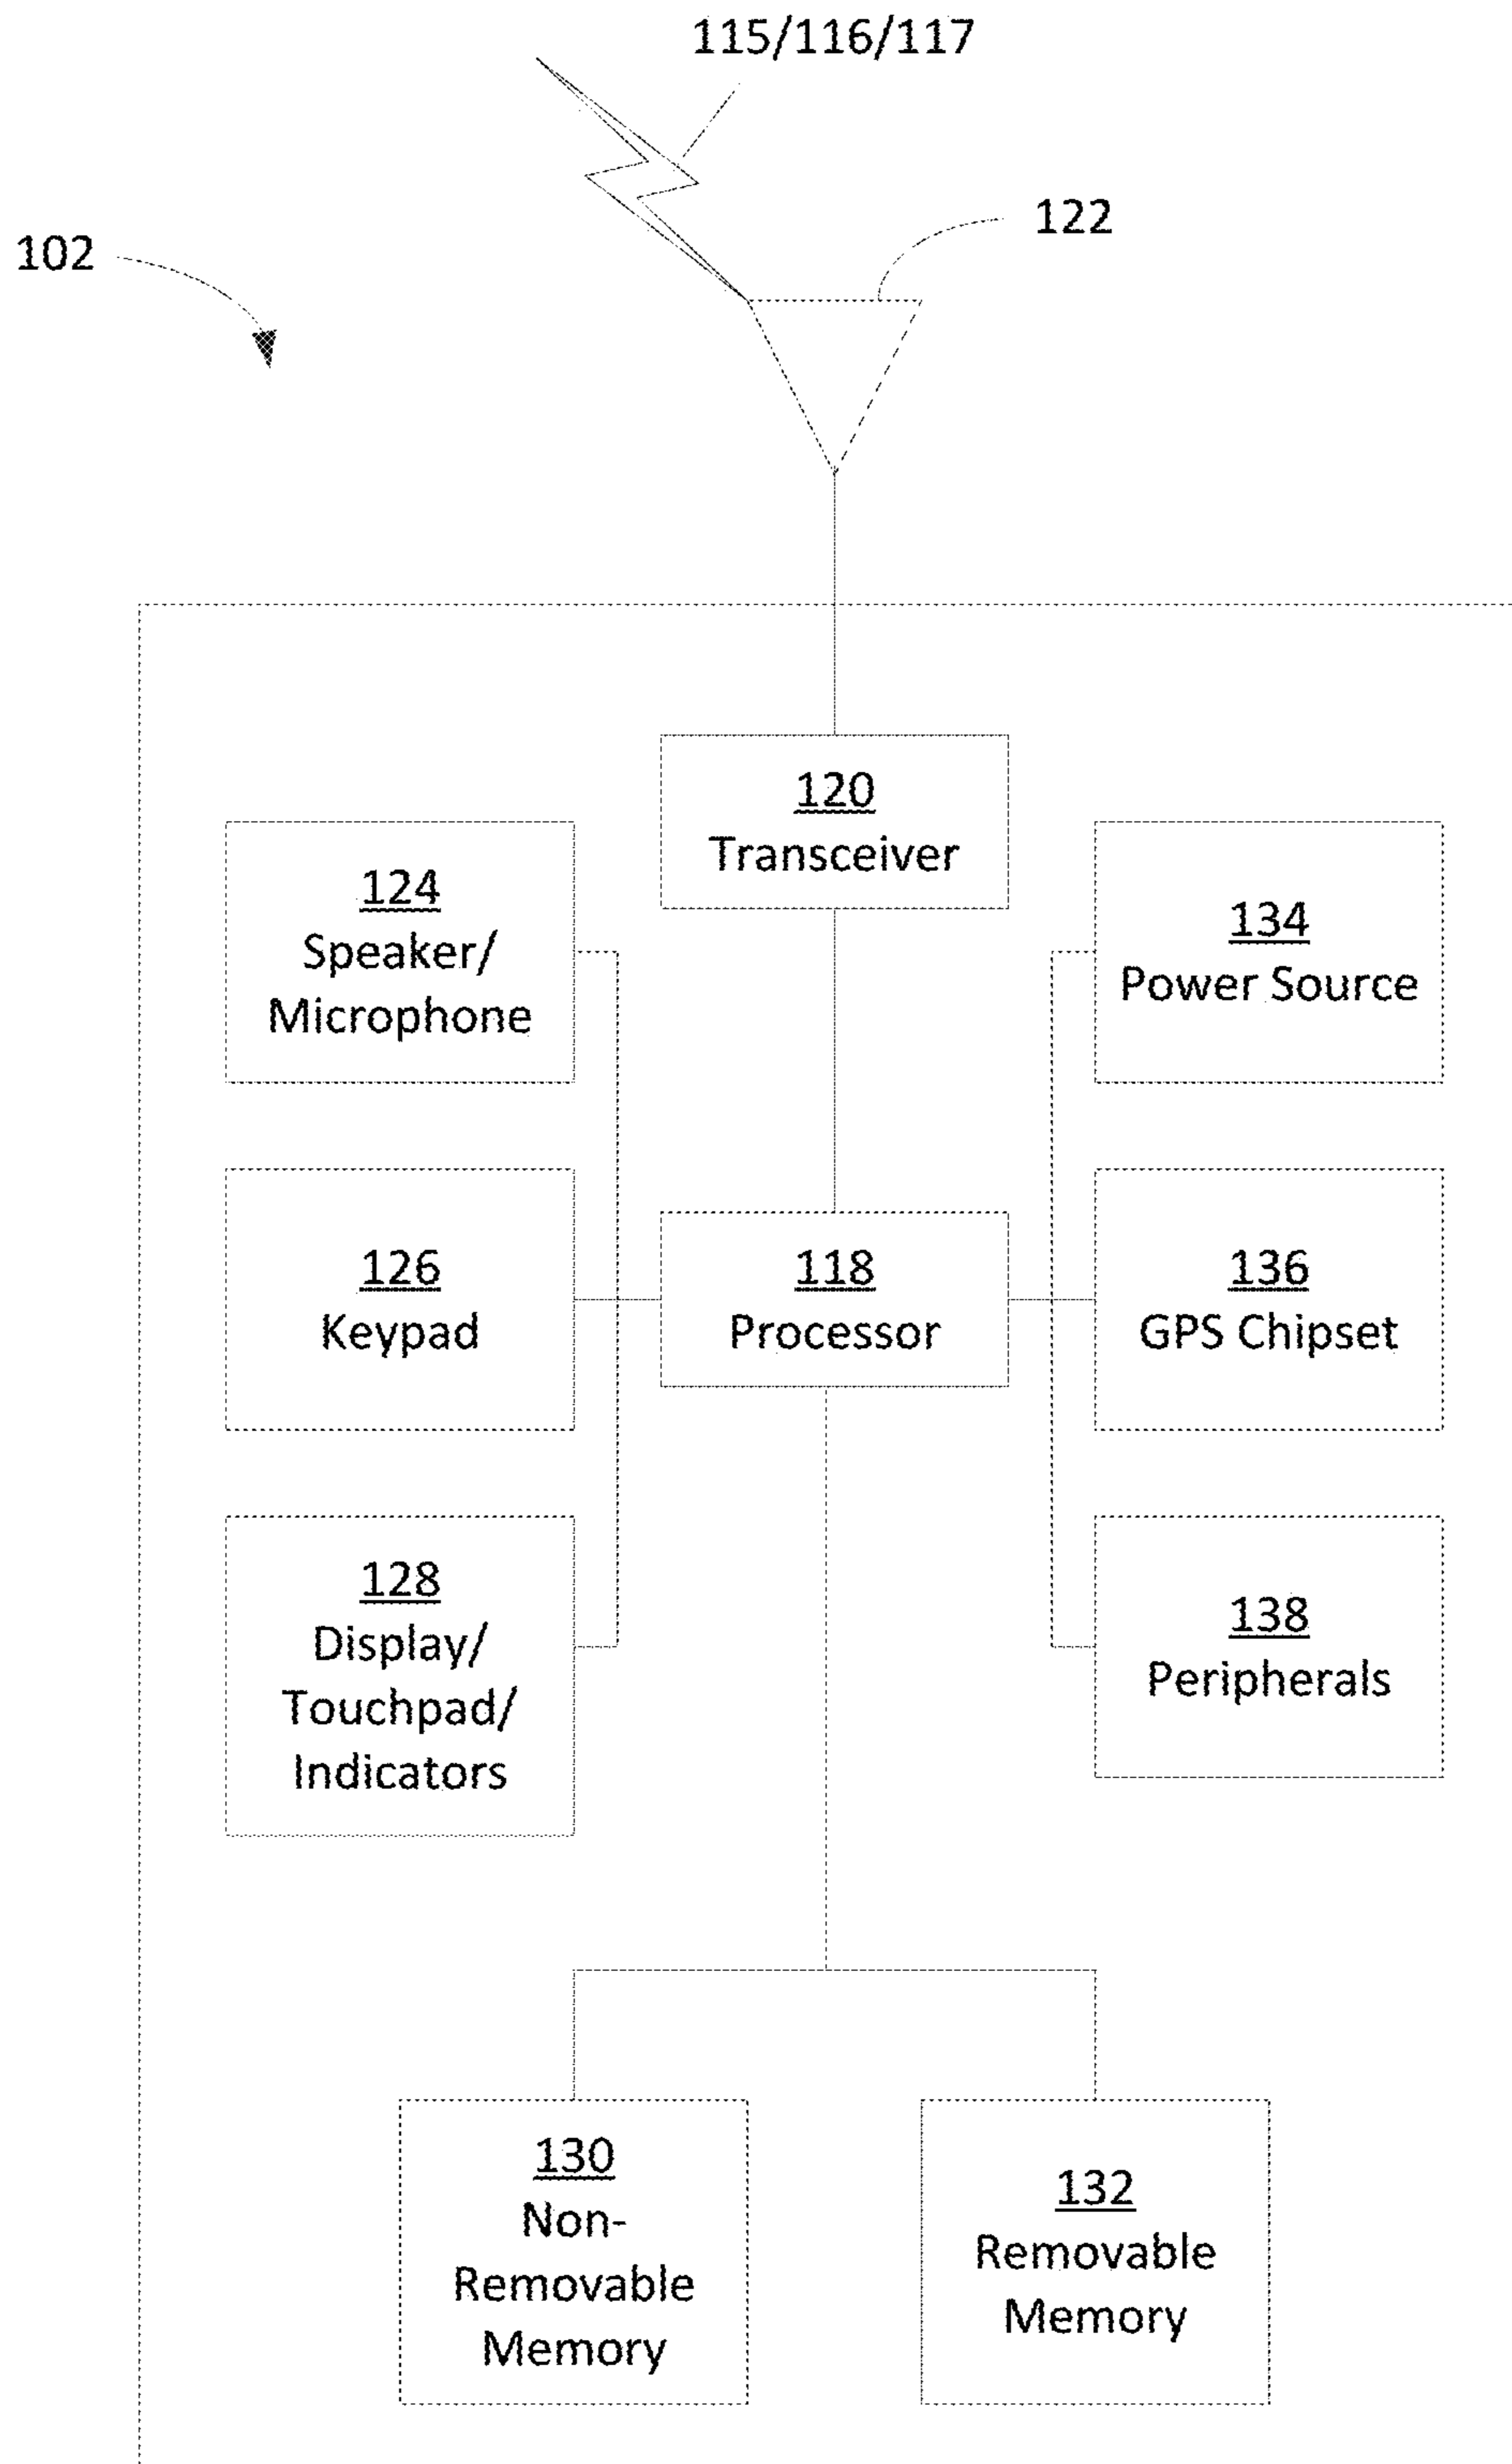 115/116/117
122
102
120
Transceiver
124
Speaker/
Microphone
134
Power Source
126
Keypad
118
Processor
136
GPS Chipset
128
Display/
Touchpad/
Indicators
138
Peripherals
130
Non-
Removable
Memory
132
Removable
Memory